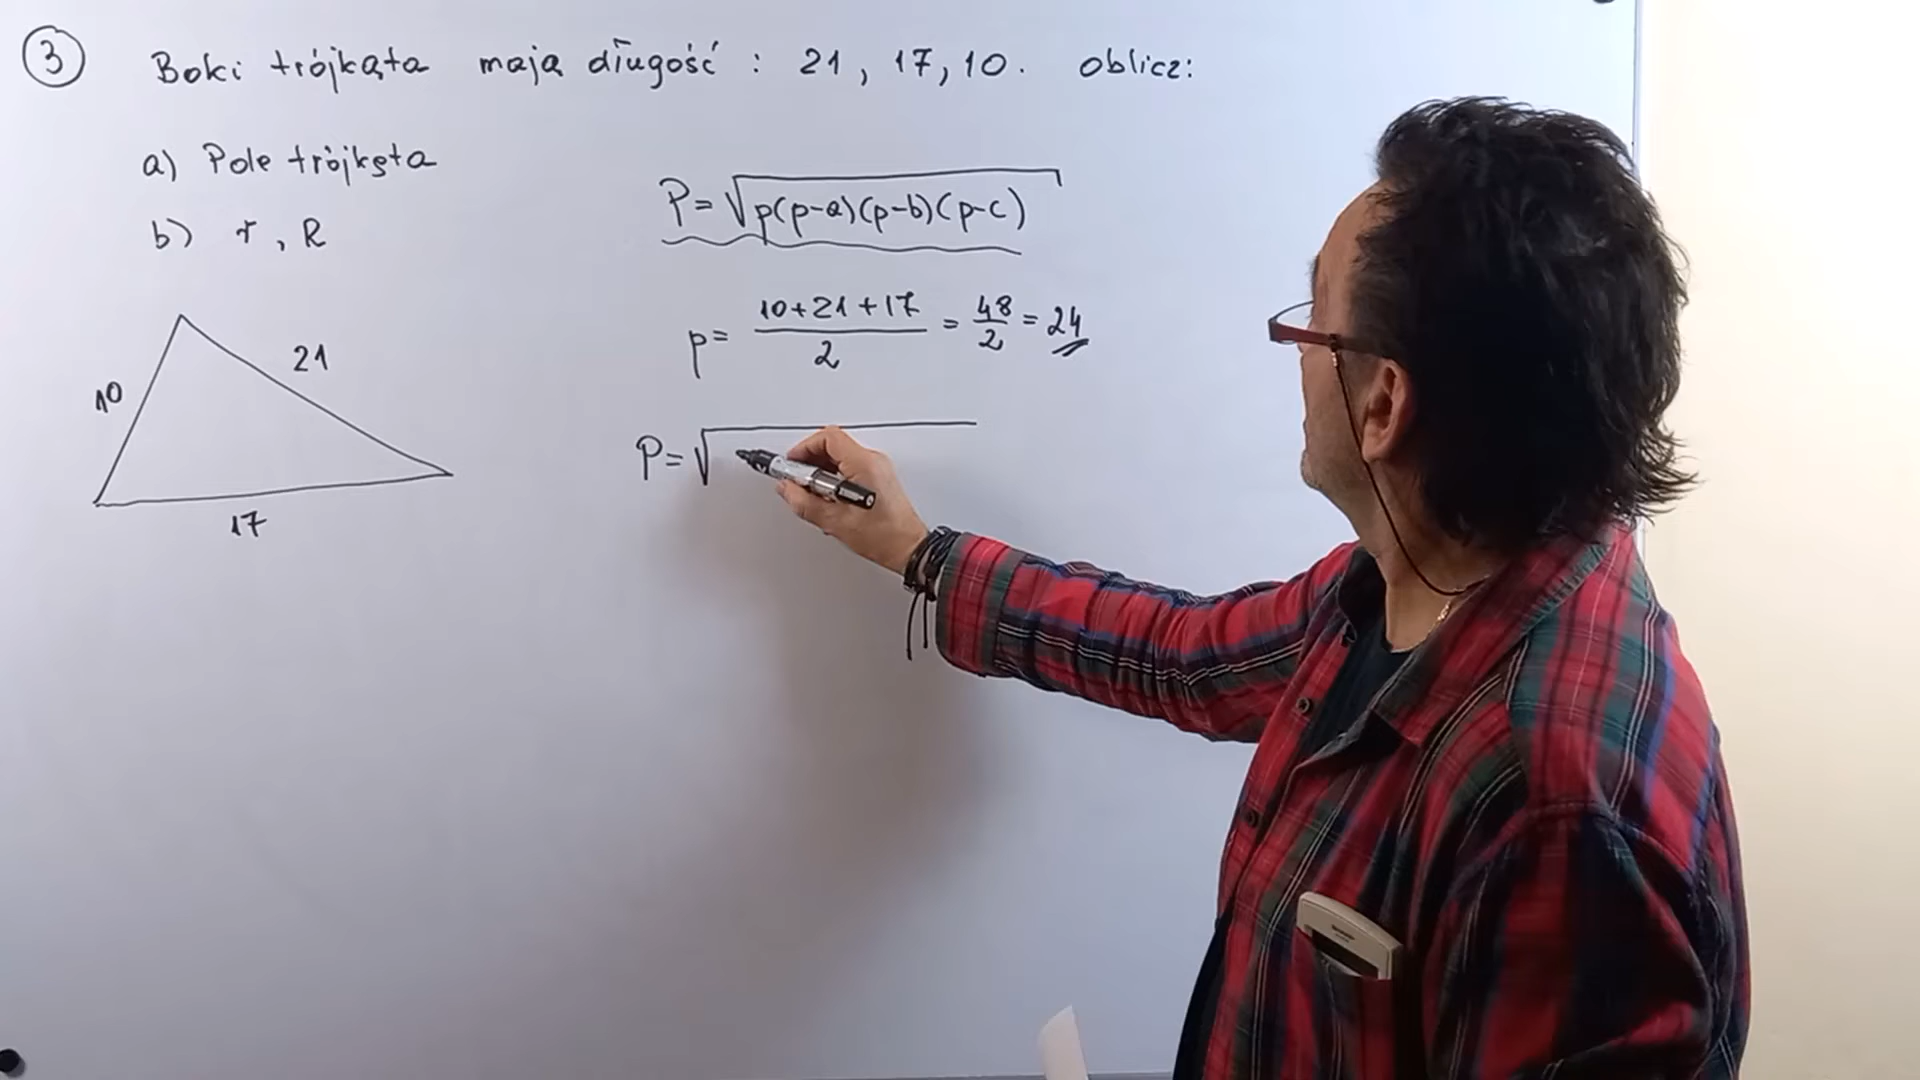 3 Boki trójkąta mają długość : 21, 17, 10. oblicz:
a) Pole trójkąta
b) r, R
P=√p(p-a)(p-b)(p-c)
p= 10+21+17 / 2 = 48/2 = 24
10
21
17
P=√